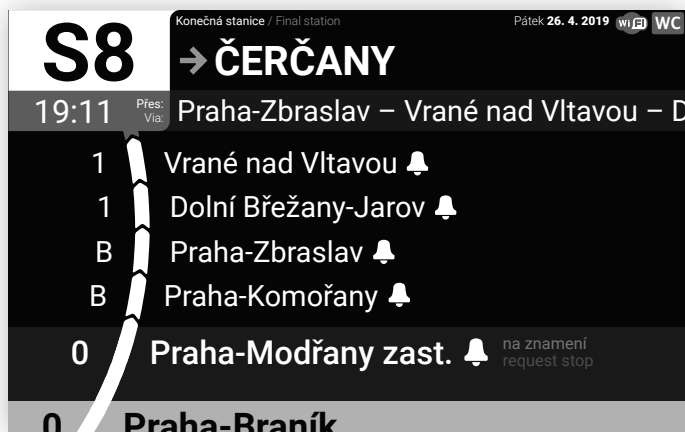 S8
Konečná stanice / Final station
Pátek 26. 4. 2019 WiFi WC
→ ČERČANY
19:11 Přes: Via: Praha-Zbraslav – Vrané nad Vltavou – D
1 Vrané nad Vltavou
1 Dolní Břežany-Jarov
B Praha-Zbraslav
B Praha-Komořany
0 Praha-Modřany zast. na znamení
request stop
0 Praha-Braník